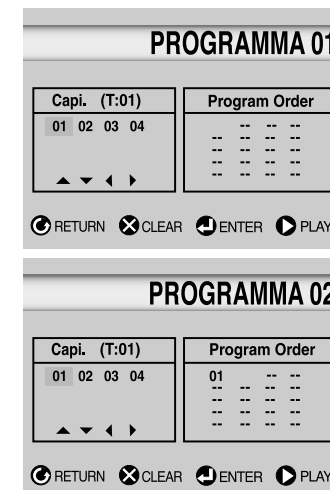 PROGRAMMA 01
Capi. (T:01) Program Order
01 02 03 04 -- -- --
-- -- -- --
-- -- -- --
-- -- -- --
RETURN CLEAR ENTER PLAY
PROGRAMMA 02
Capi. (T:01) Program Order
01 02 03 04 01 -- --
-- -- -- --
-- -- -- --
-- -- -- --
RETURN CLEAR ENTER PLAY